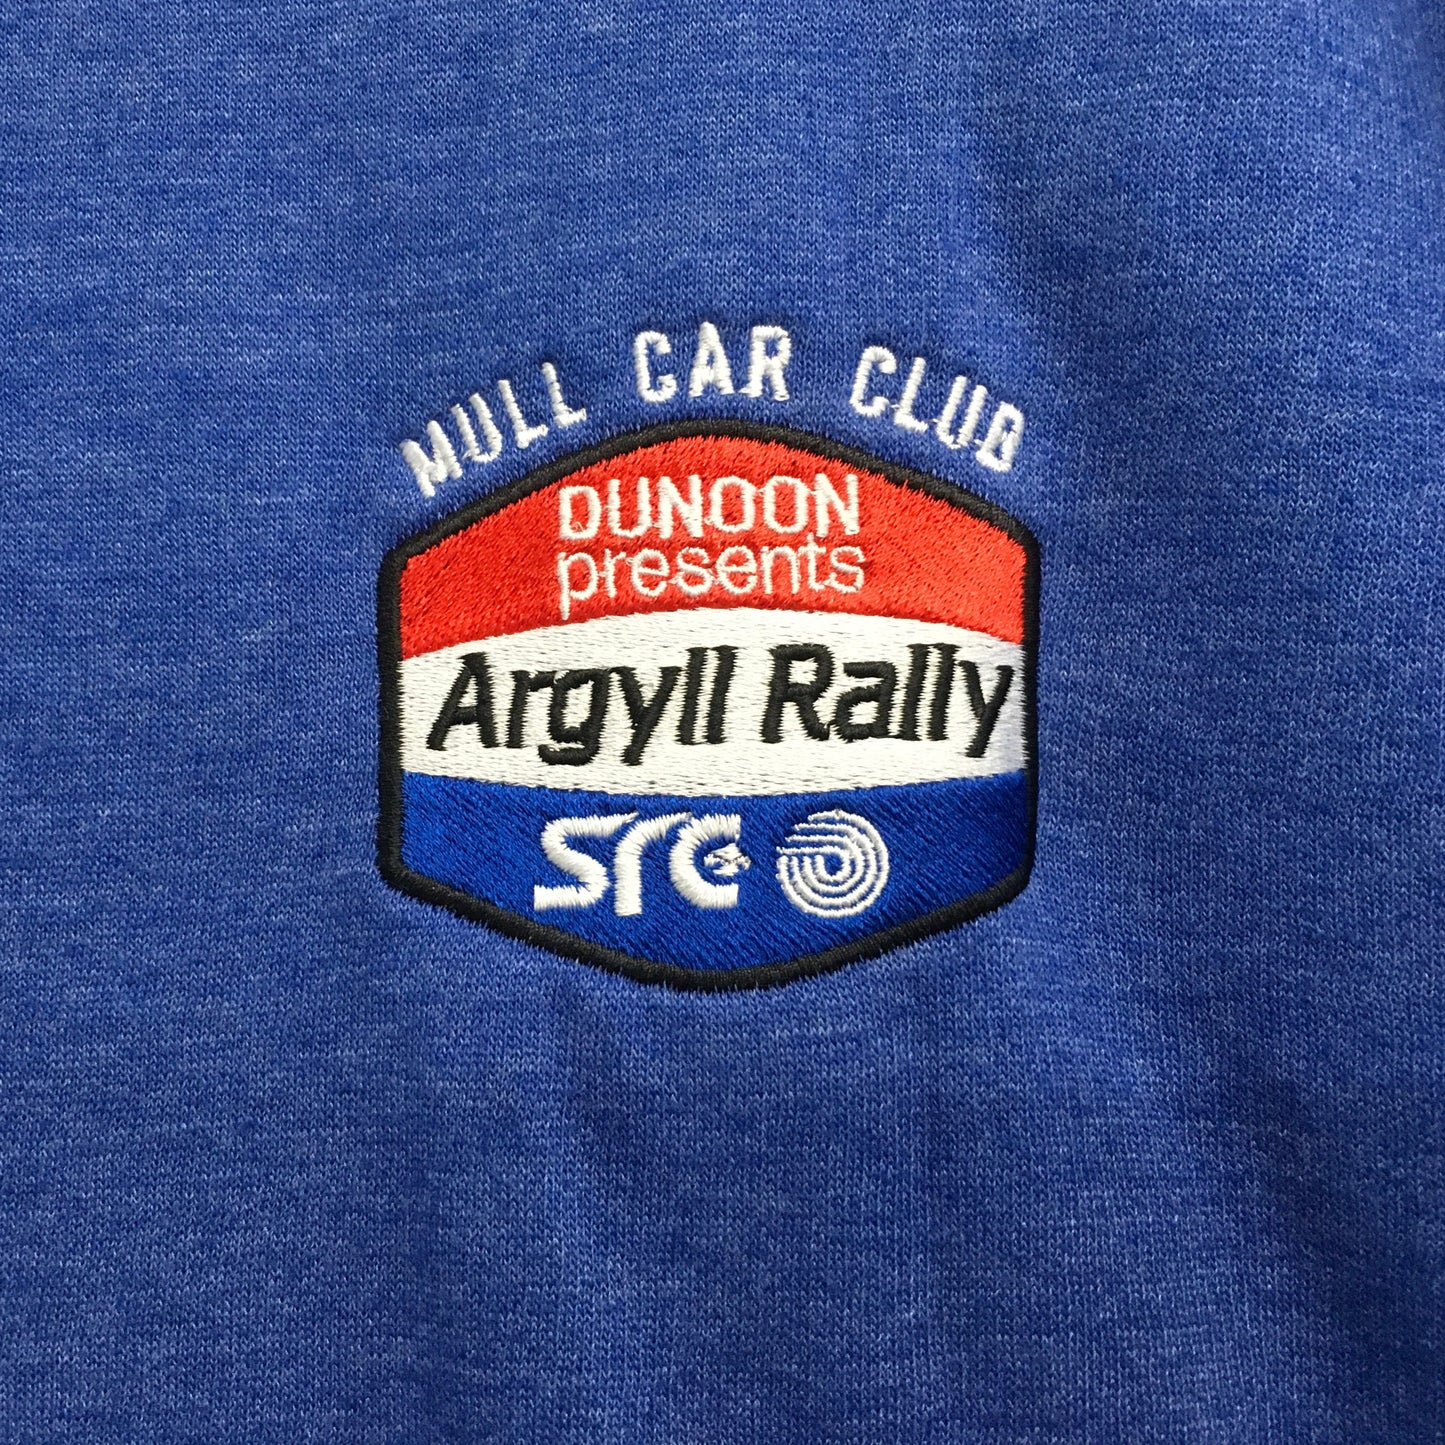 MULL CAR CLUB
DUNOON
presents
Argyll Rally
SRC